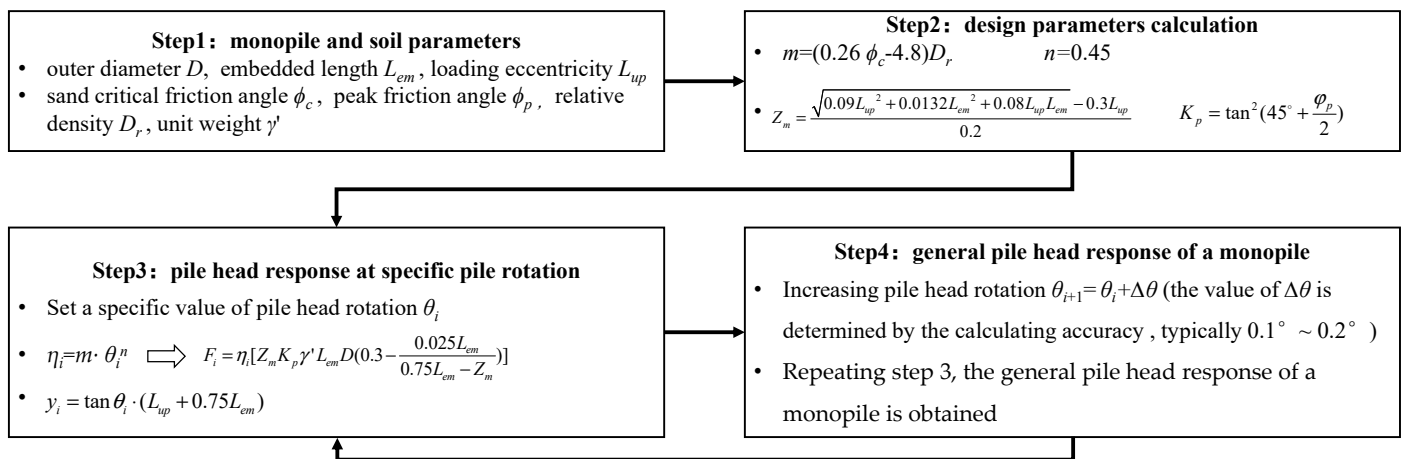 Step1：monopile and soil parameters
• outer diameter D, embedded length L_em, loading eccentricity L_up
• sand critical friction angle ϕ_c, peak friction angle ϕ_p, relative
density D_r, unit weight γ'
Step2：design parameters calculation
• m=(0.26 ϕ_c-4.8)D_r n=0.45
• Z_m = (√(0.09L_up² + 0.0132L_em² + 0.08L_up L_em) − 0.3L_up) / 0.2 K_p = tan²(45° + φ_p/2)
Step3：pile head response at specific pile rotation
• Set a specific value of pile head rotation θ_i
• η_i=m· θ_i^n ⇨ F_i = η_i[Z_m K_p γ' L_em D(0.3 − 0.025L_em/(0.75L_em − Z_m))]
• y_i = tan θ_i · (L_up + 0.75L_em)
Step4：general pile head response of a monopile
• Increasing pile head rotation θ_{i+1}= θ_i+Δθ (the value of Δθ is
determined by the calculating accuracy , typically 0.1° ~ 0.2° )
• Repeating step 3, the general pile head response of a
monopile is obtained